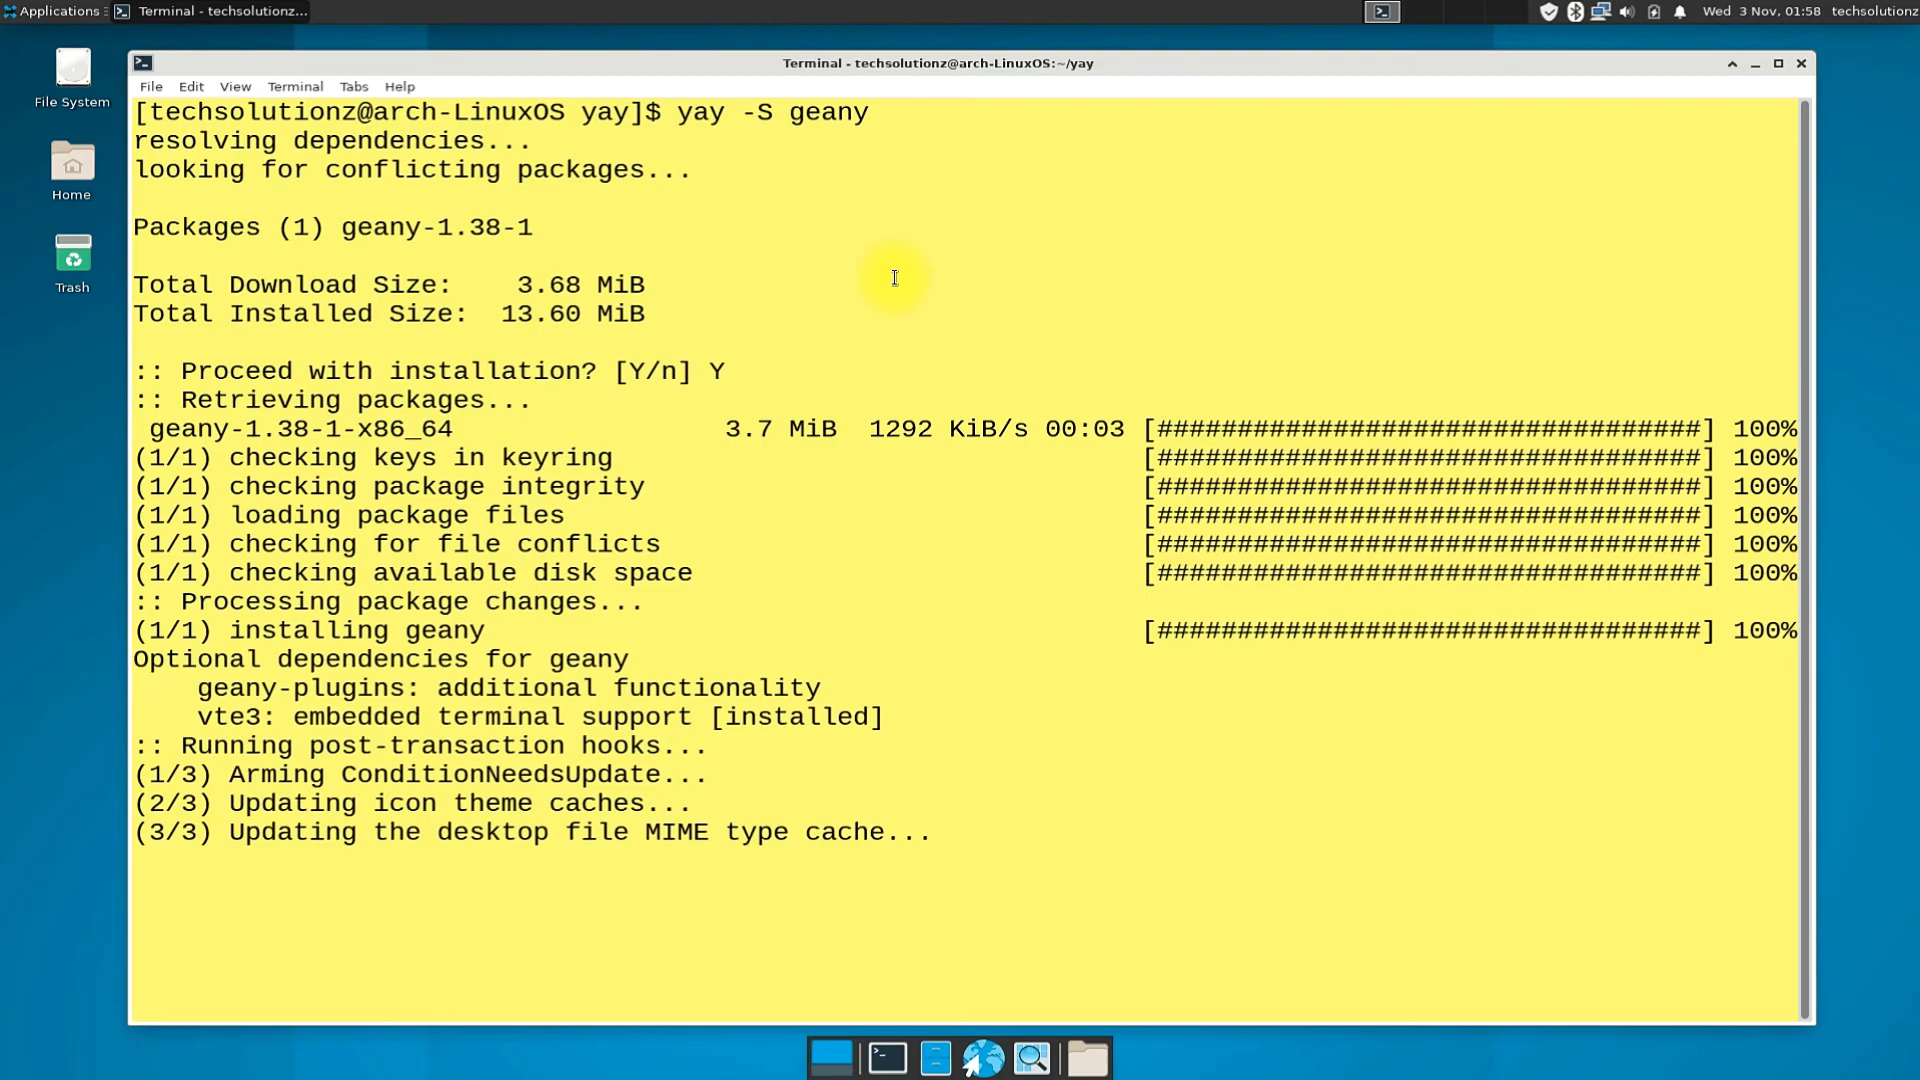 Applications
Terminal - techsolutionz...
Wed 3 Nov, 01:58 techsolutionz
File System
Home
Trash
Terminal - techsolutionz@arch-LinuxOS:~/yay
File Edit View Terminal Tabs Help
[techsolutionz@arch-LinuxOS yay]$ yay -S geany
resolving dependencies...
looking for conflicting packages...
Packages (1) geany-1.38-1
Total Download Size: 3.68 MiB
Total Installed Size: 13.60 MiB
:: Proceed with installation? [Y/n] Y
:: Retrieving packages...
geany-1.38-1-x86_64 3.7 MiB 1292 KiB/s 00:03 [##################################] 100%
(1/1) checking keys in keyring [##################################] 100%
(1/1) checking package integrity [##################################] 100%
(1/1) loading package files [##################################] 100%
(1/1) checking for file conflicts [##################################] 100%
(1/1) checking available disk space [##################################] 100%
:: Processing package changes...
(1/1) installing geany [##################################] 100%
Optional dependencies for geany
geany-plugins: additional functionality
vte3: embedded terminal support [installed]
:: Running post-transaction hooks...
(1/3) Arming ConditionNeedsUpdate...
(2/3) Updating icon theme caches...
(3/3) Updating the desktop file MIME type cache...